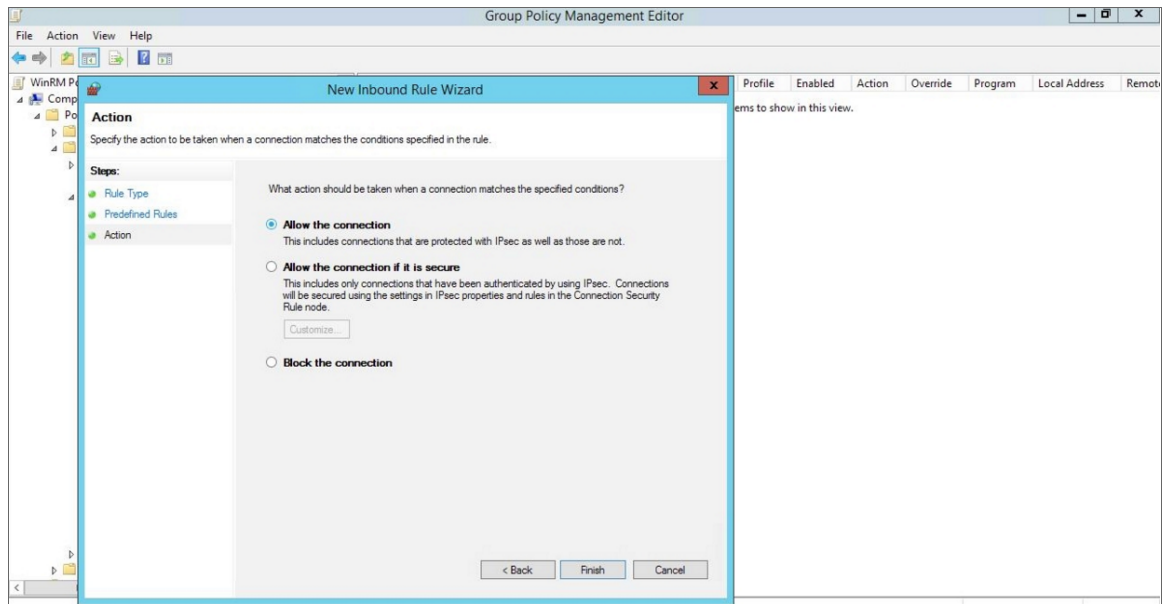 Group Policy Management Editor
File Action View Help
WinRM Po
Comp
Po
Profile Enabled Action Override Program Local Address Remot
ems to show in this view.
New Inbound Rule Wizard
Action
Specify the action to be taken when a connection matches the conditions specified in the rule.
Steps:
Rule Type
Predefined Rules
Action
What action should be taken when a connection matches the specified conditions?
Allow the connection
This includes connections that are protected with IPsec as well as those are not.
Allow the connection if it is secure
This includes only connections that have been authenticated by using IPsec. Connections
will be secured using the settings in IPsec properties and rules in the Connection Security
Rule node.
Customize...
Block the connection
< Back Finish Cancel